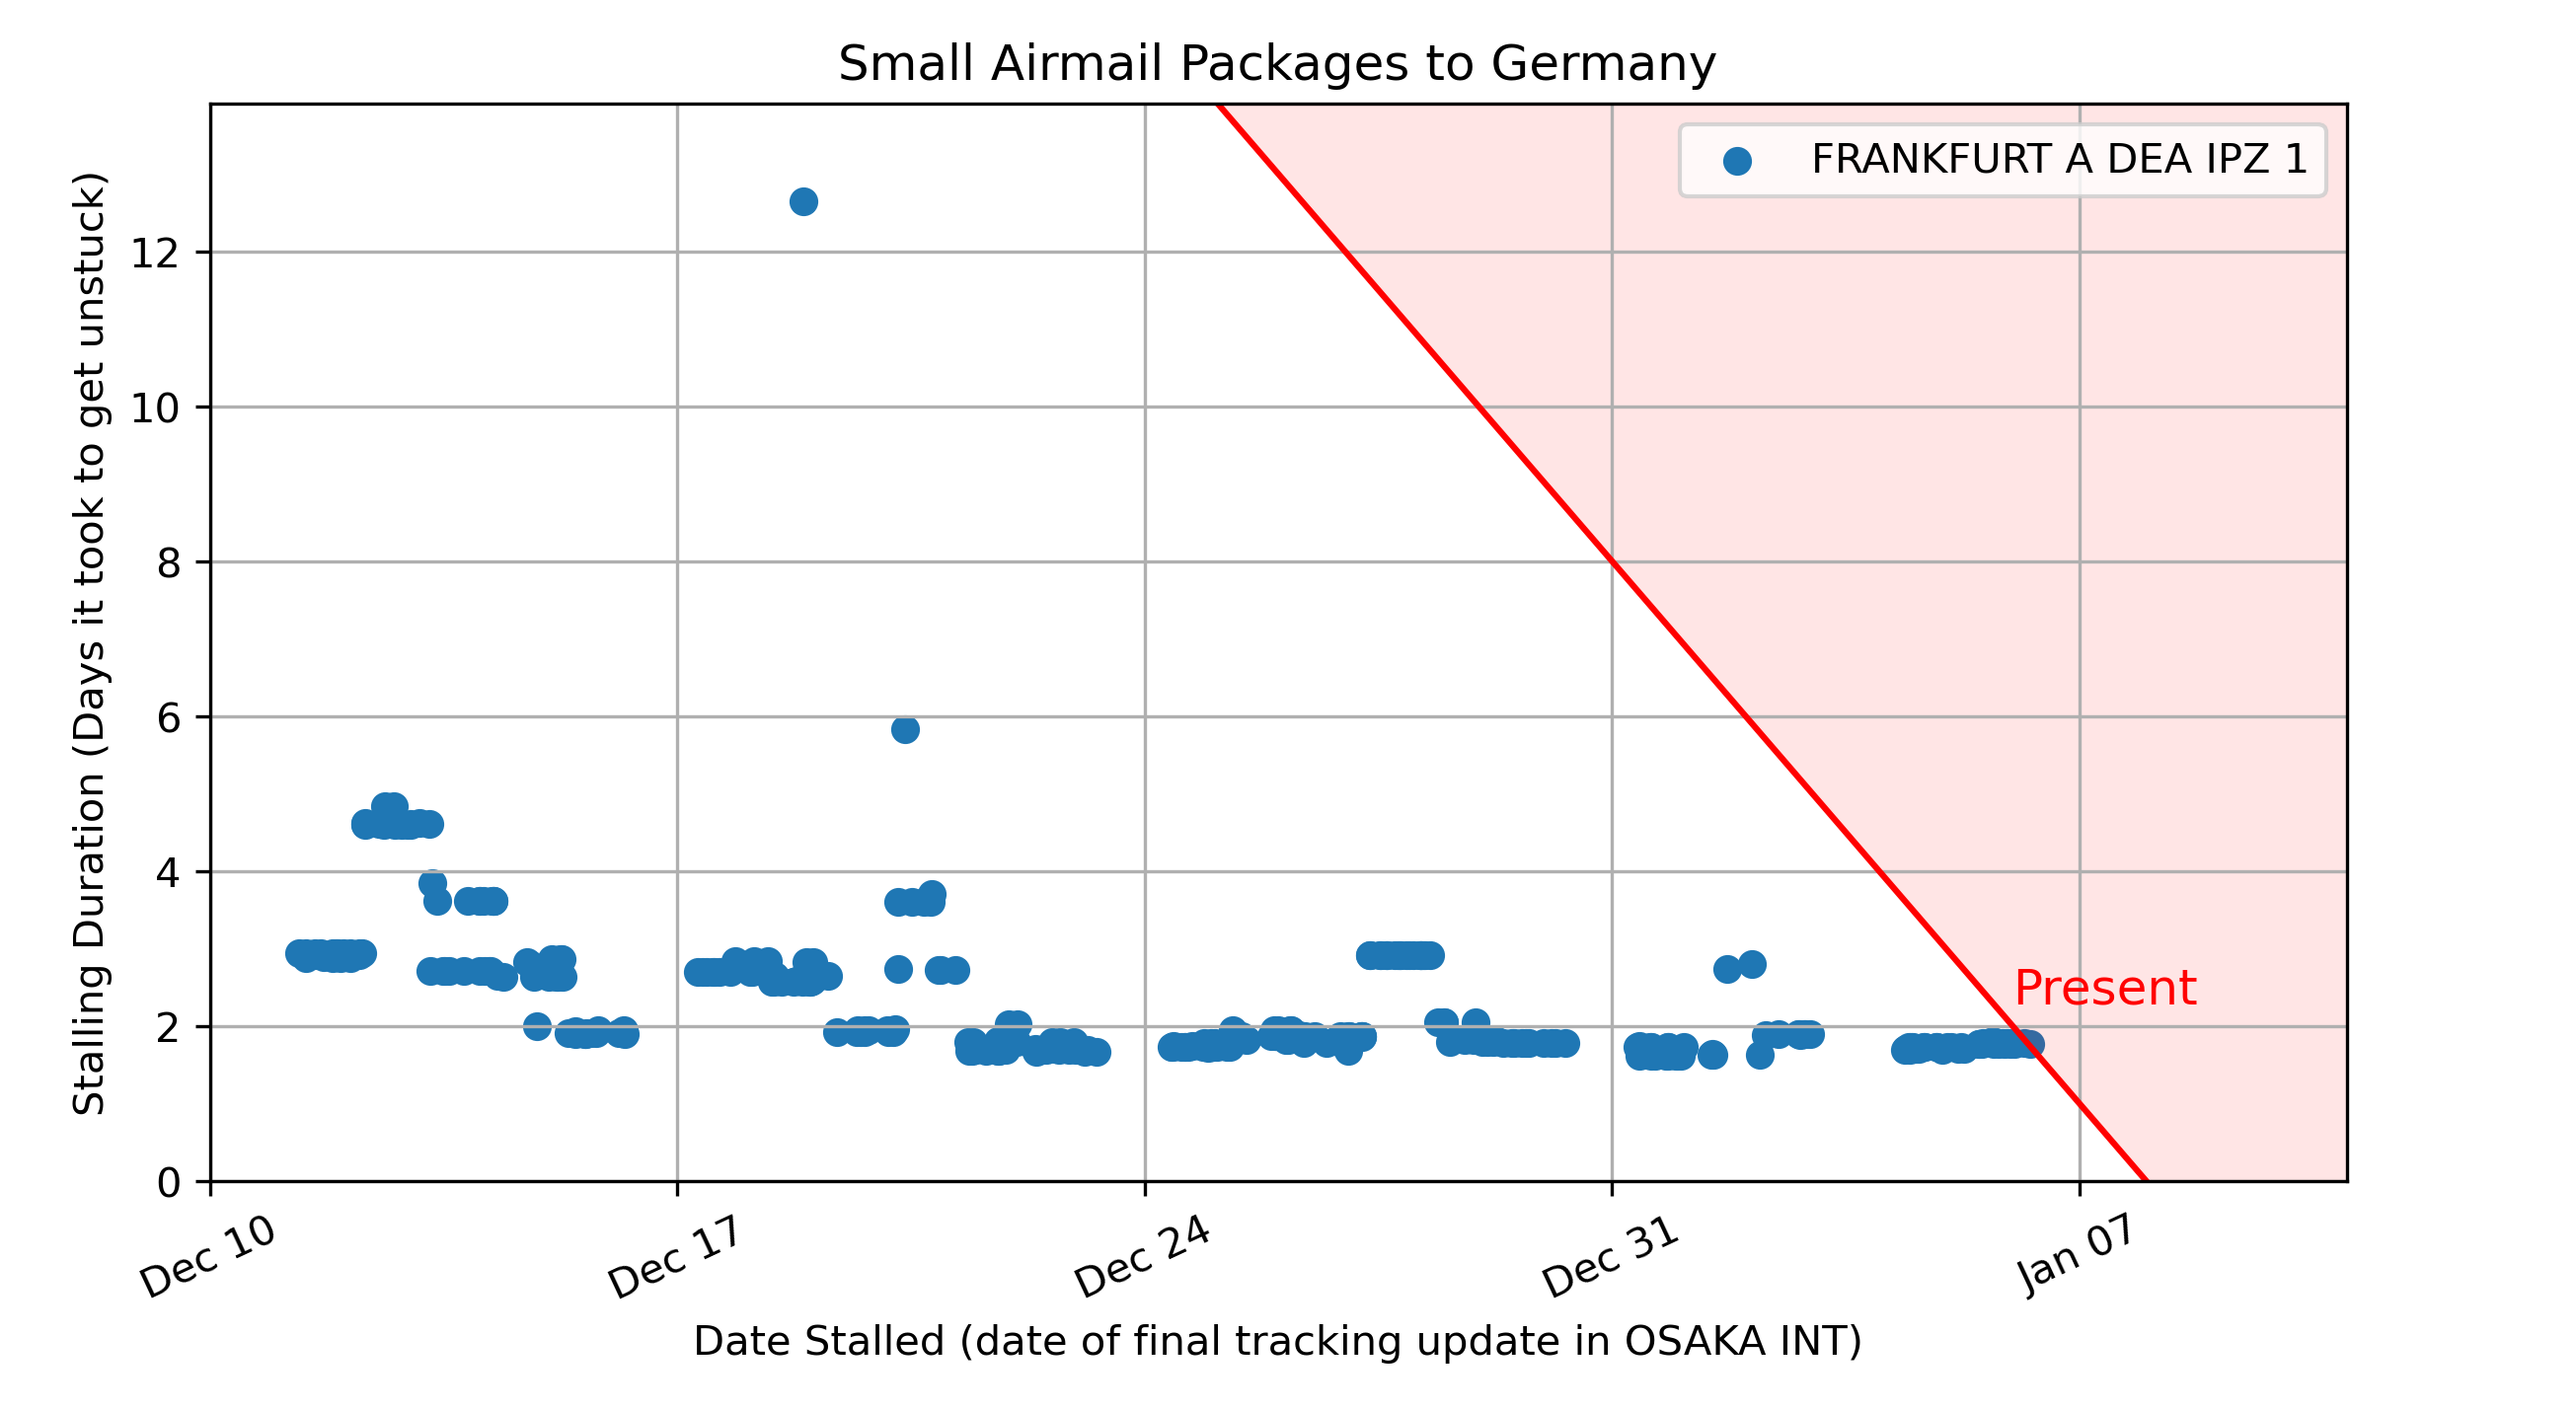 Small Airmail Packages to Germany
FRANKFURT A DEA IPZ 1
Stalling Duration (Days it took to get unstuck)
12
10
8
6
4
2
0
Present
Dec 10
Dec 17
Dec 24
Dec 31
Jan 07
Date Stalled (date of final tracking update in OSAKA INT)